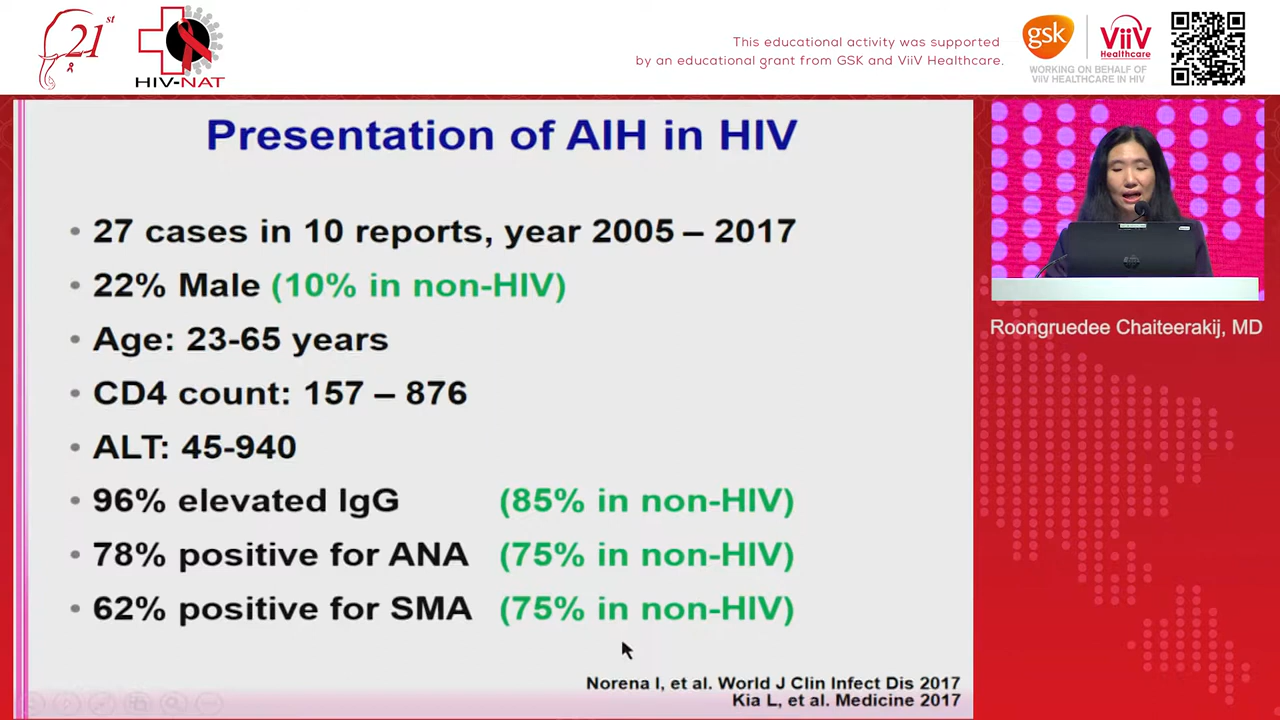 21st
HIV-NAT
This educational activity was supported
by an educational grant from GSK and ViiV Healthcare.
gsk
ViiV
Healthcare
WORKING ON BEHALF OF
VIIV HEALTHCARE IN HIV
Presentation of AIH in HIV
• 27 cases in 10 reports, year 2005 – 2017
• 22% Male (10% in non-HIV)
• Age: 23-65 years
• CD4 count: 157 – 876
• ALT: 45-940
• 96% elevated IgG (85% in non-HIV)
• 78% positive for ANA (75% in non-HIV)
• 62% positive for SMA (75% in non-HIV)
Norena I, et al. World J Clin Infect Dis 2017
Kia L, et al. Medicine 2017
Roongruedee Chaiteerakij, MD